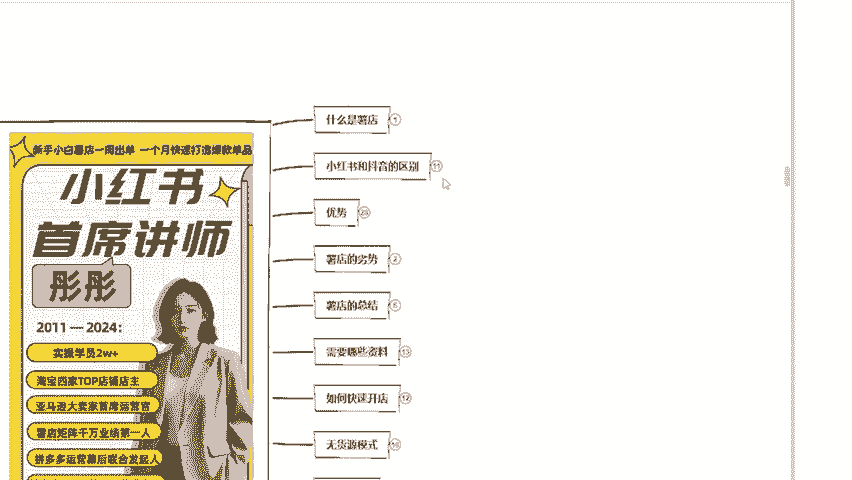 新手小白薯店一周出单 一个月快速打造爆款单品
小红书
首席讲师
彤彤
2011 — 2024:
实操学员2w+
淘宝四家TOP店铺店主
亚马逊大卖家首席运营官
薯店矩阵千万业绩第一人
拼多多运营幕后联合发起人
什么是薯店
小红书和抖音的区别
11
优势
薯店的劣势
2
薯店的总结
需要哪些资料
13
如何快速开店
无货源模式